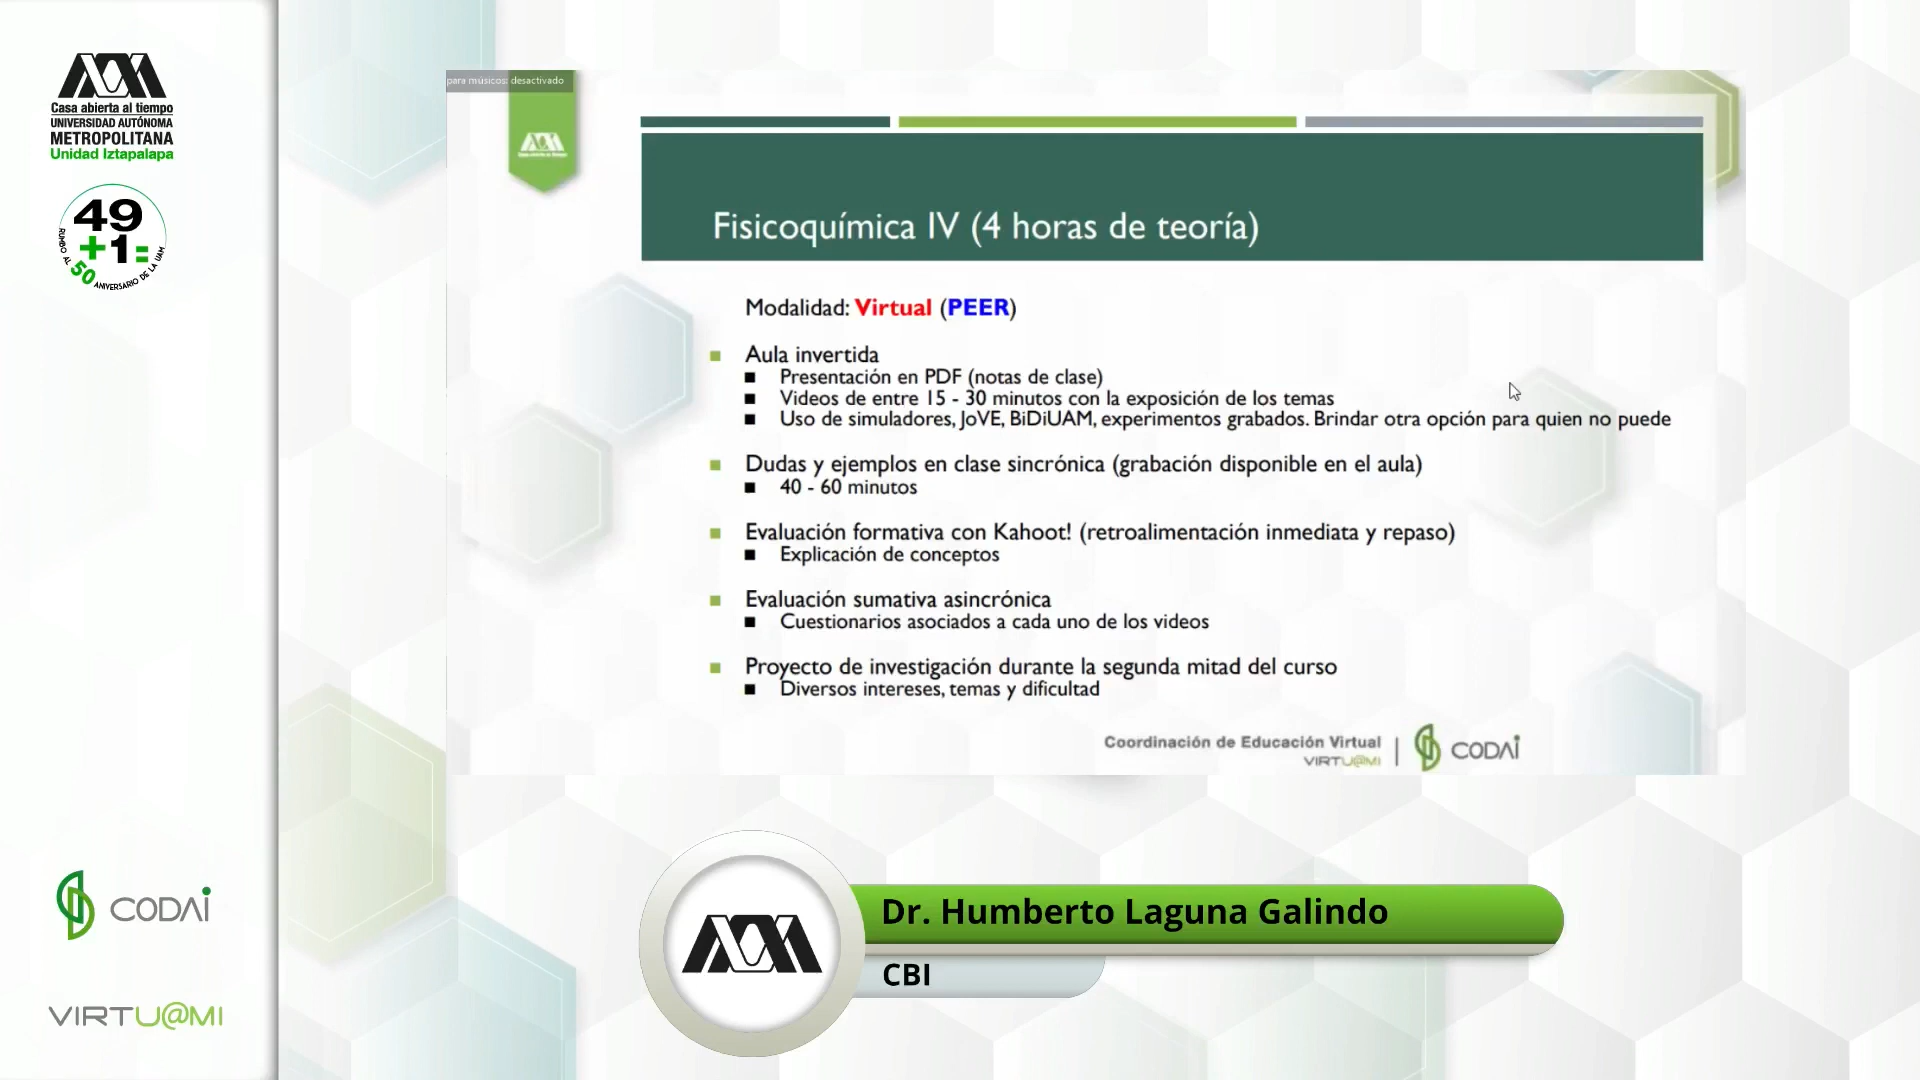 Casa abierta al tiempo
UNIVERSIDAD AUTÓNOMA
METROPOLITANA
Unidad Iztapalapa
49
+1=
RUMBO AL 50 ANIVERSARIO DE LA UAM
para músicos: desactivado
Fisicoquímica IV (4 horas de teoría)
Modalidad: Virtual (PEER)
Aula invertida
Presentación en PDF (notas de clase)
Videos de entre 15 - 30 minutos con la exposición de los temas
Uso de simuladores, JoVE, BiDiUAM, experimentos grabados. Brindar otra opción para quien no puede
Dudas y ejemplos en clase sincrónica (grabación disponible en el aula)
40 - 60 minutos
Evaluación formativa con Kahoot! (retroalimentación inmediata y repaso)
Explicación de conceptos
Evaluación sumativa asincrónica
Cuestionarios asociados a cada uno de los videos
Proyecto de investigación durante la segunda mitad del curso
Diversos intereses, temas y dificultad
Coordinación de Educación Virtual
VIRTU@MI
CODAI
Dr. Humberto Laguna Galindo
CBI
CODAI
VIRTU@MI